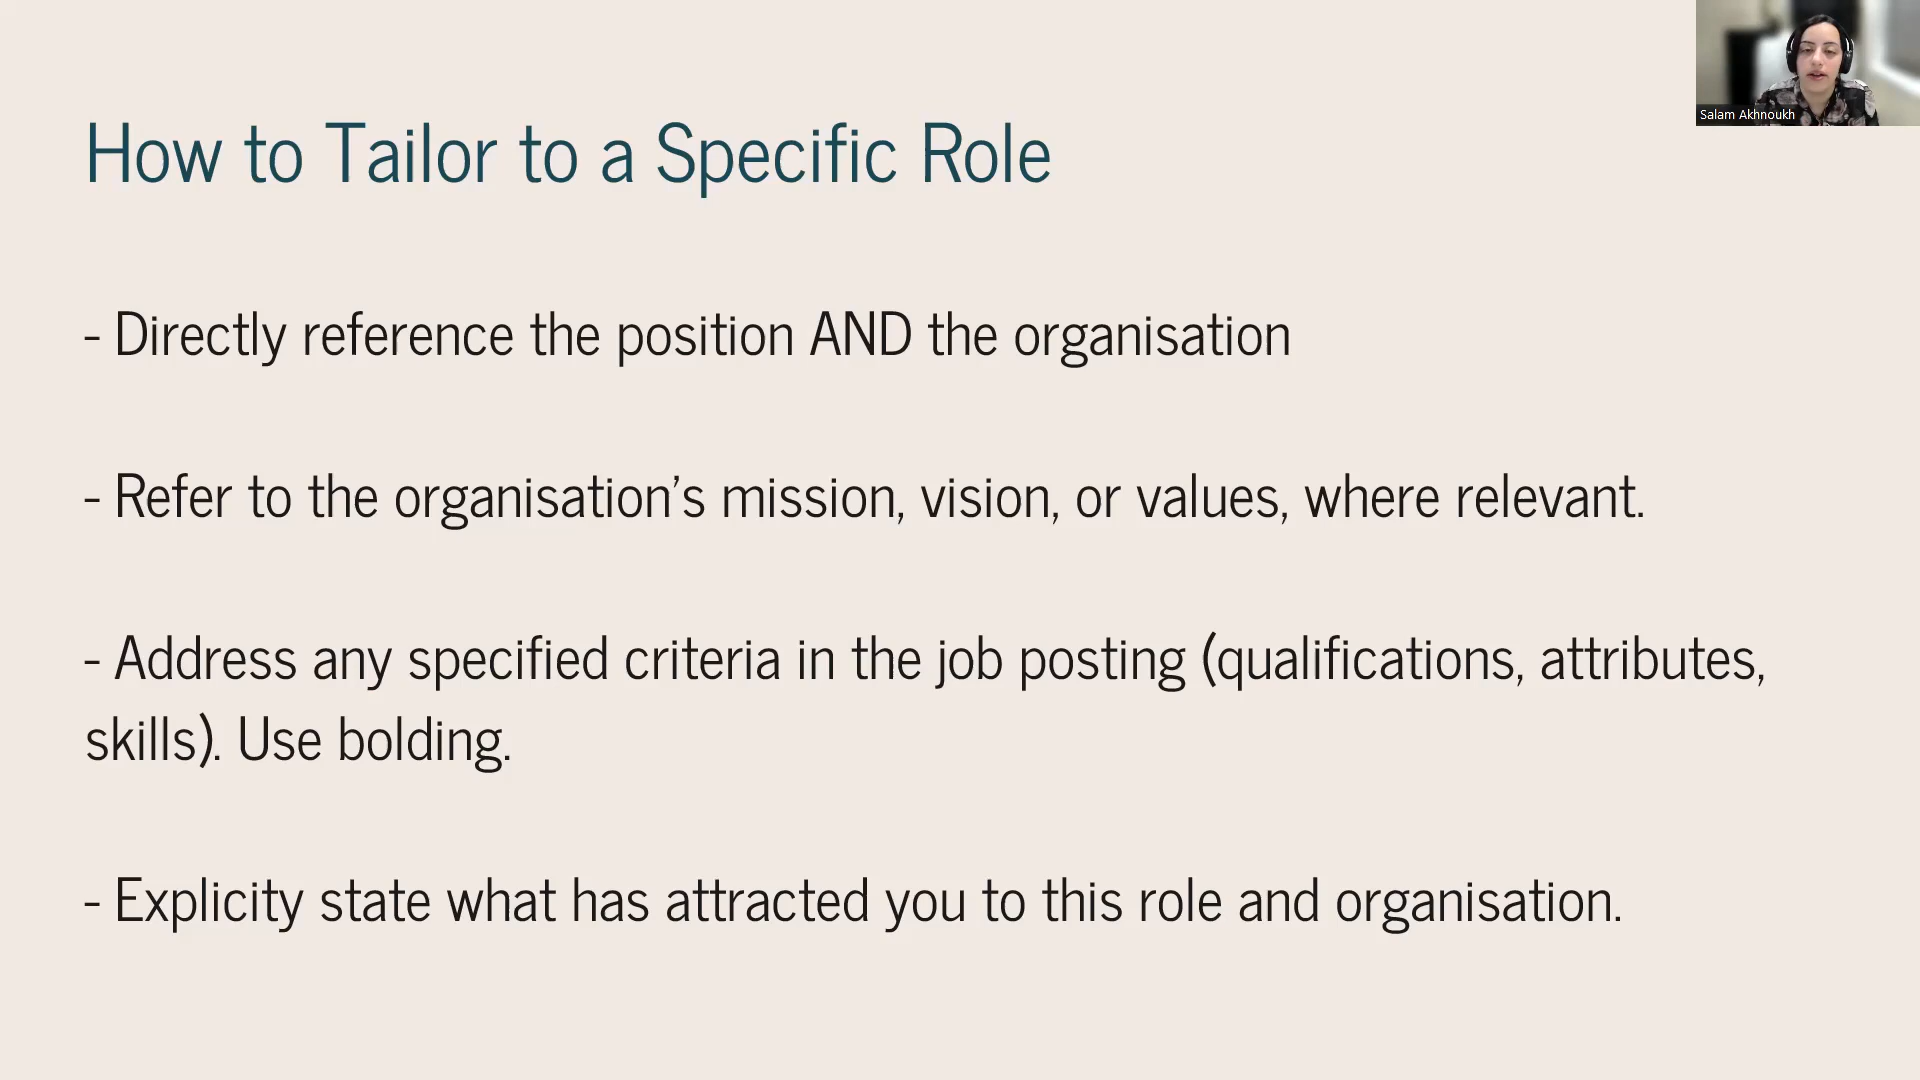 Salam Akhnoukh
How to Tailor to a Specific Role
- Directly reference the position AND the organisation
- Refer to the organisation’s mission, vision, or values, where relevant.
- Address any specified criteria in the job posting (qualifications, attributes,
skills). Use bolding.
- Explicity state what has attracted you to this role and organisation.